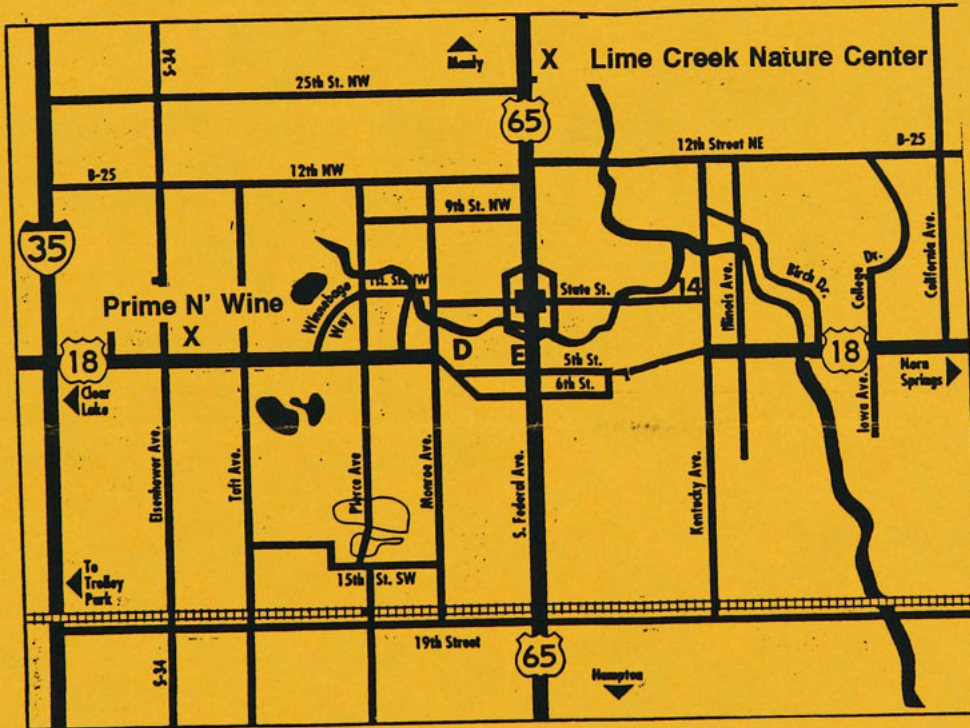 S-34
Manly
X Lime Creek Nature Center
25th St. NW
65
12th Street NE
B-25
B-25
12th NW
9th St. NW
35
1st. St. NW
State St.
14
Illinois Ave.
Birch Dr.
College Dr.
California Ave.
Winnebago
Way
Prime N' Wine
X
18
D
E
5th St.
6th St.
18
Nora
Springs
Clear
Lake
Iowa Ave.
Eisenhower Ave.
Taft Ave.
Pierce Ave
Monroe Ave.
S. Federal Ave.
Kentucky Ave.
To
Trolley
Park
15th St. SW
19th Street
S-34
65
Hampton